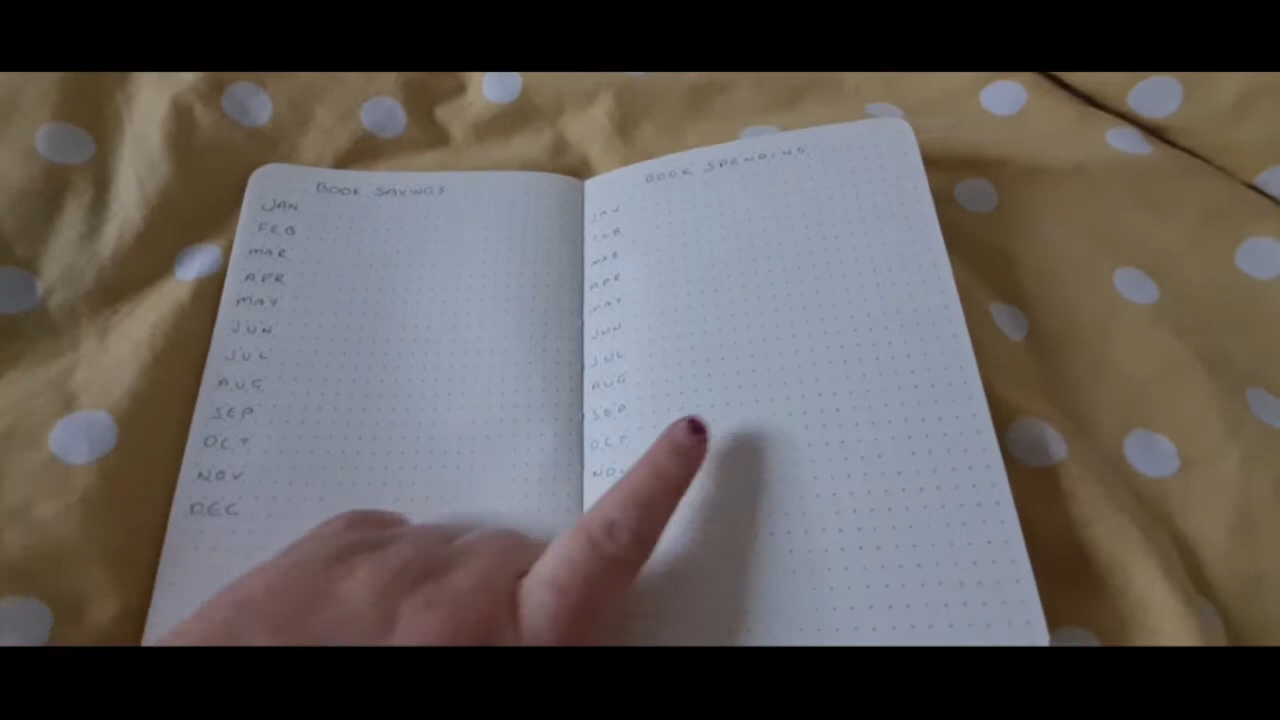 BOOK SAVINGS
JAN
FEB
MAR
APR
MAY
JUN
JUL
AUG
SEP
OCT
NOV
DEC
BOOK SPENDING
JAN
FEB
MAR
APR
MAY
JUN
JUL
AUG
SEP
OCT
NOV